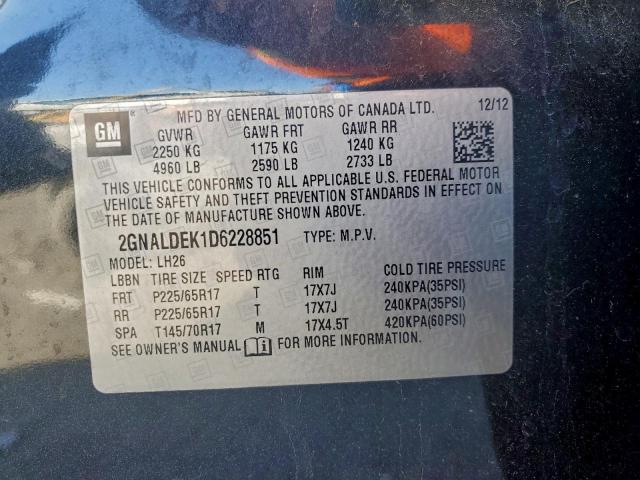 GM
MFD BY GENERAL MOTORS OF CANADA LTD. 12/12
GVWR GAWR FRT GAWR RR
2250 KG 1175 KG 1240 KG
4960 LB 2590 LB 2733 LB
THIS VEHICLE CONFORMS TO ALL APPLICABLE U.S. FEDERAL MOTOR
VEHICLE SAFETY AND THEFT PREVENTION STANDARDS IN EFFECT ON
THE DATE OF MANUFACTURE SHOWN ABOVE.
2GNALDEK1D6228851 TYPE: M.P.V.
MODEL: LH26
LBBN TIRE SIZE SPEED RTG RIM COLD TIRE PRESSURE
FRT P225/65R17 T 17X7J 240KPA(35PSI)
RR P225/65R17 T 17X7J 240KPA(35PSI)
SPA T145/70R17 M 17X4.5T 420KPA(60PSI)
SEE OWNER'S MANUAL FOR MORE INFORMATION.